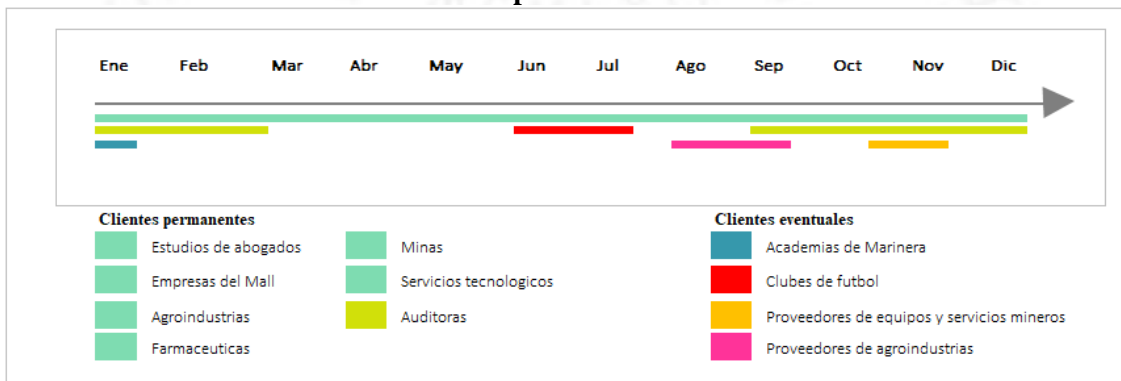 Ene Feb Mar Abr May Jun Jul Ago Sep Oct Nov Dic
Clientes permanentes
Estudios de abogados
Empresas del Mall
Agroindustrias
Farmaceuticas
Minas
Servicios tecnologicos
Auditoras
Clientes eventuales
Academias de Marinera
Clubes de futbol
Proveedores de equipos y servicios mineros
Proveedores de agroindustrias